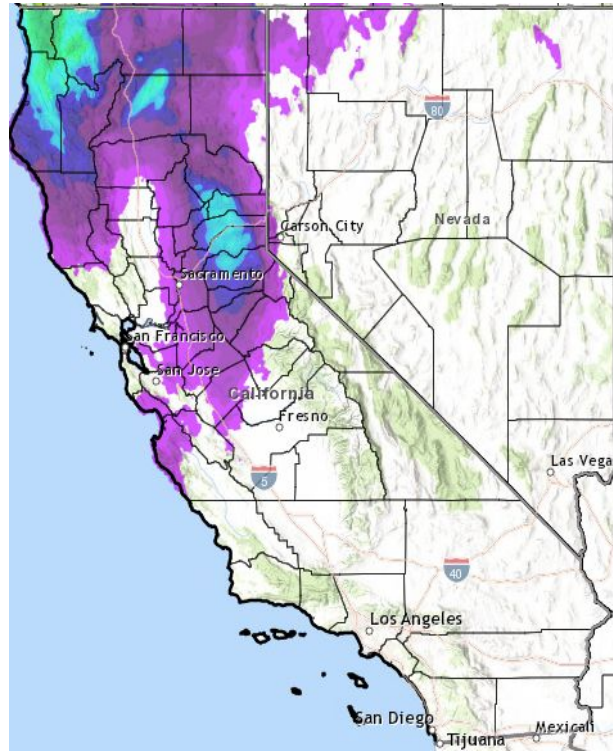 80
Nevada
Carson City
Sacramento
San Francisco
San Jose
California
Fresno
Las Vega
5
40
Los Angeles
San Diego
Mexicali
Tijuana